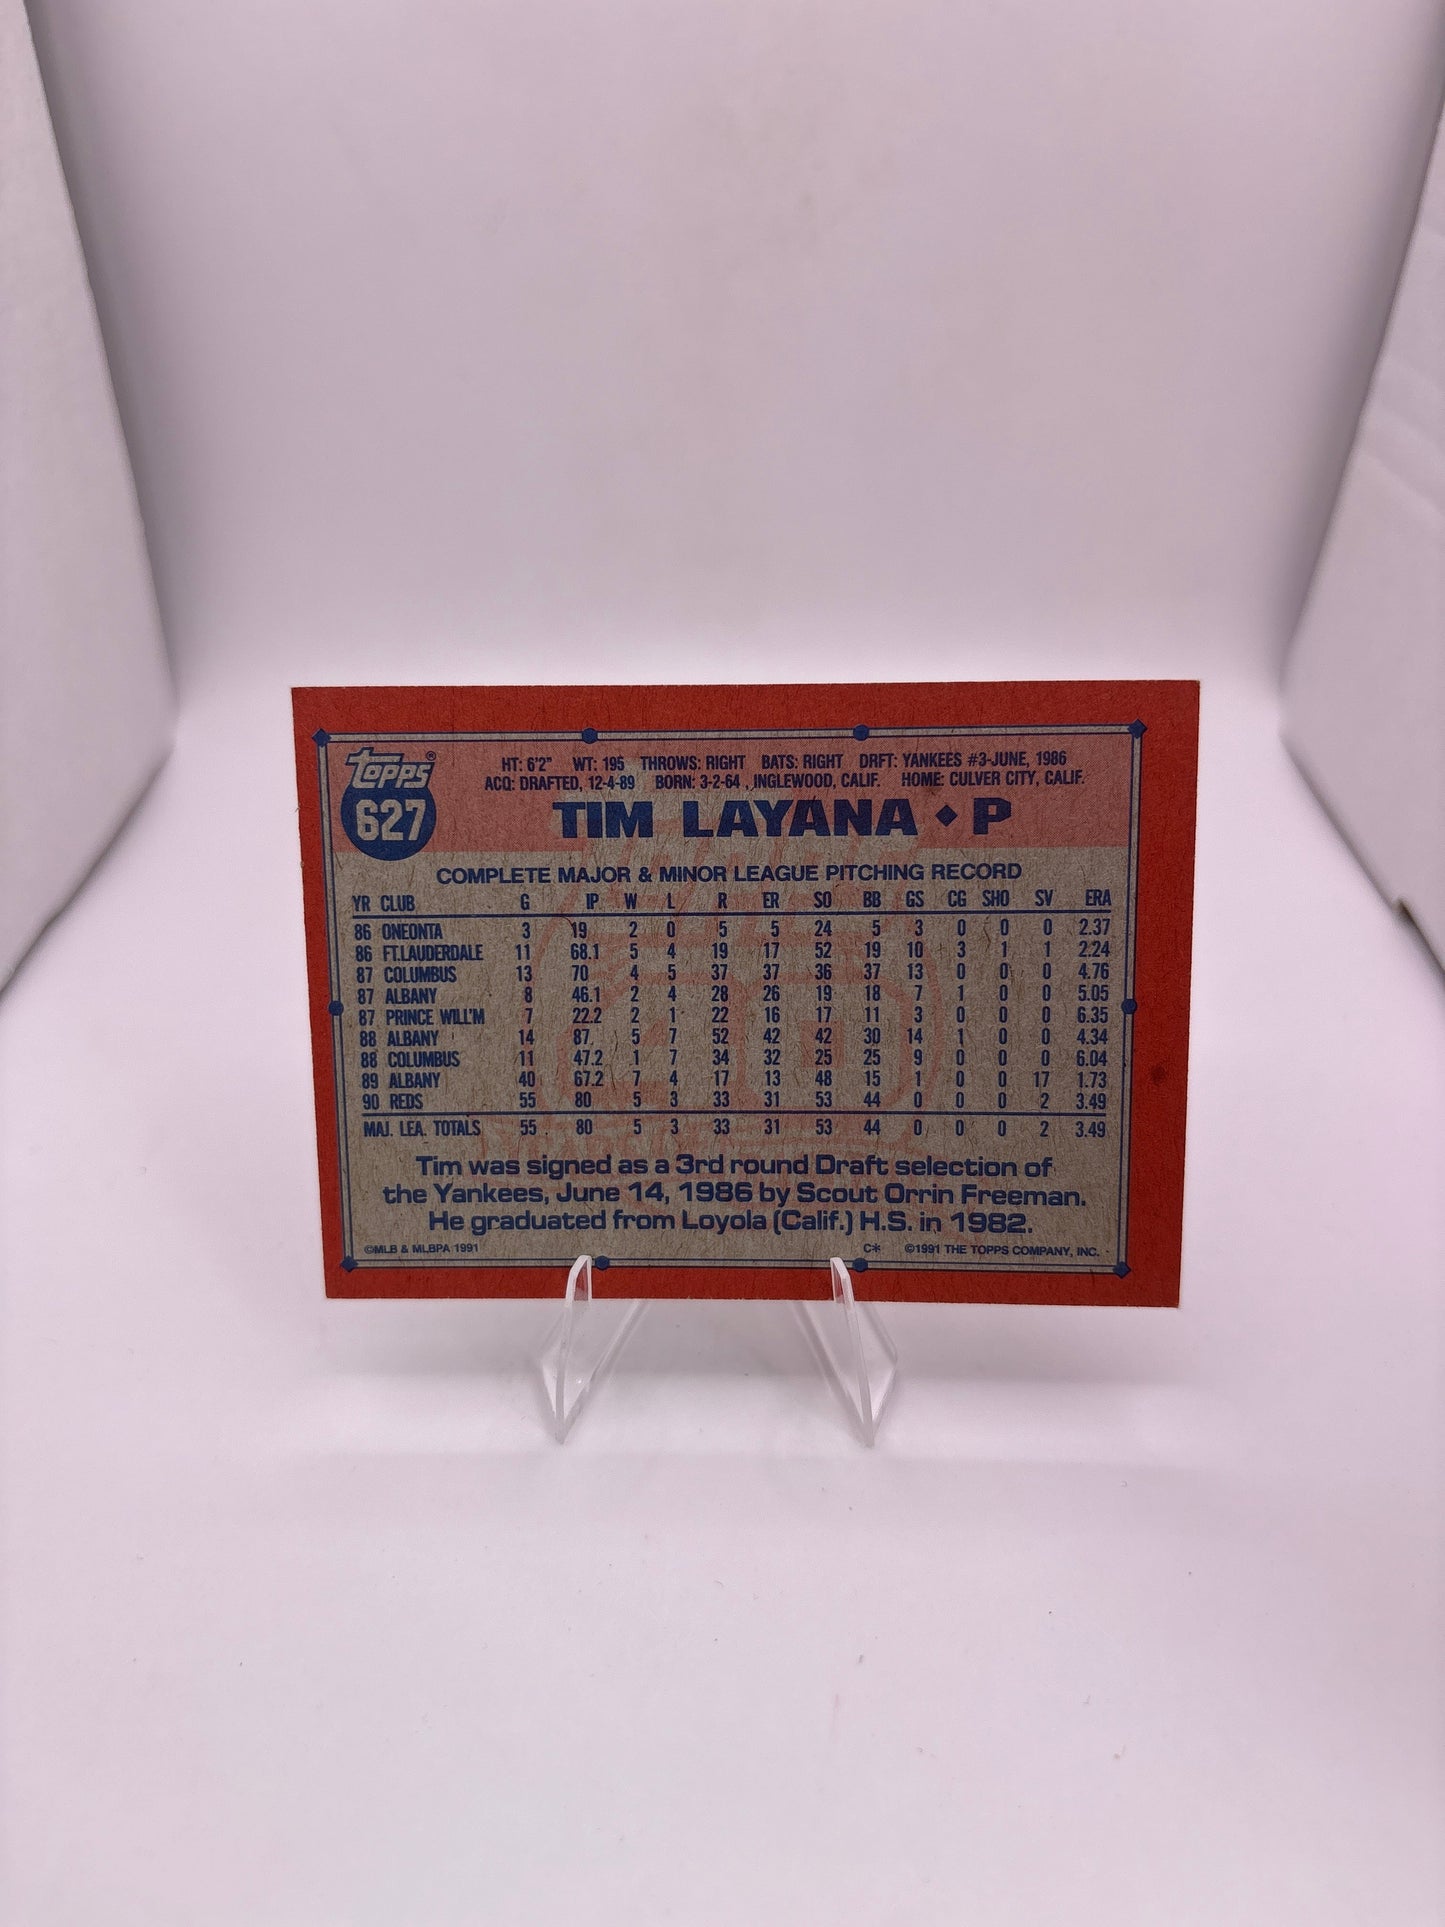 topps®
627
HT: 6'2" WT: 195 THROWS: RIGHT BATS: RIGHT DRFT: YANKEES #3-JUNE, 1986
ACQ: DRAFTED, 12-4-89 BORN: 3-2-64, INGLEWOOD, CALIF. HOME: CULVER CITY, CALIF.
TIM LAYANA ♦ P
COMPLETE MAJOR & MINOR LEAGUE PITCHING RECORD
YR CLUB G IP W L R ER SO BB GS CG SHO SV ERA
86 ONEONTA 3 19 2 0 5 5 24 5 3 0 0 0 2.37
86 FT.LAUDERDALE 11 68.1 5 4 19 17 52 19 10 3 1 1 2.24
87 COLUMBUS 13 70 4 5 37 37 36 37 13 0 0 0 4.76
87 ALBANY 8 46.1 2 4 28 26 19 18 7 1 0 0 5.05
87 PRINCE WILL'M 7 22.2 2 1 22 16 17 11 3 0 0 0 6.35
88 ALBANY 14 87 5 7 52 42 42 30 14 1 0 0 4.34
88 COLUMBUS 11 47.2 1 7 34 32 25 25 9 0 0 0 6.04
89 ALBANY 40 67.2 7 4 17 13 48 15 1 0 0 17 1.73
90 REDS 55 80 5 3 33 31 53 44 0 0 0 2 3.49
MAJ. LEA. TOTALS 55 80 5 3 33 31 53 44 0 0 0 2 3.49
Tim was signed as a 3rd round Draft selection of
the Yankees, June 14, 1986 by Scout Orrin Freeman.
He graduated from Loyola (Calif.) H.S. in 1982.
©MLB & MLBPA 1991 C* ©1991 THE TOPPS COMPANY, INC.